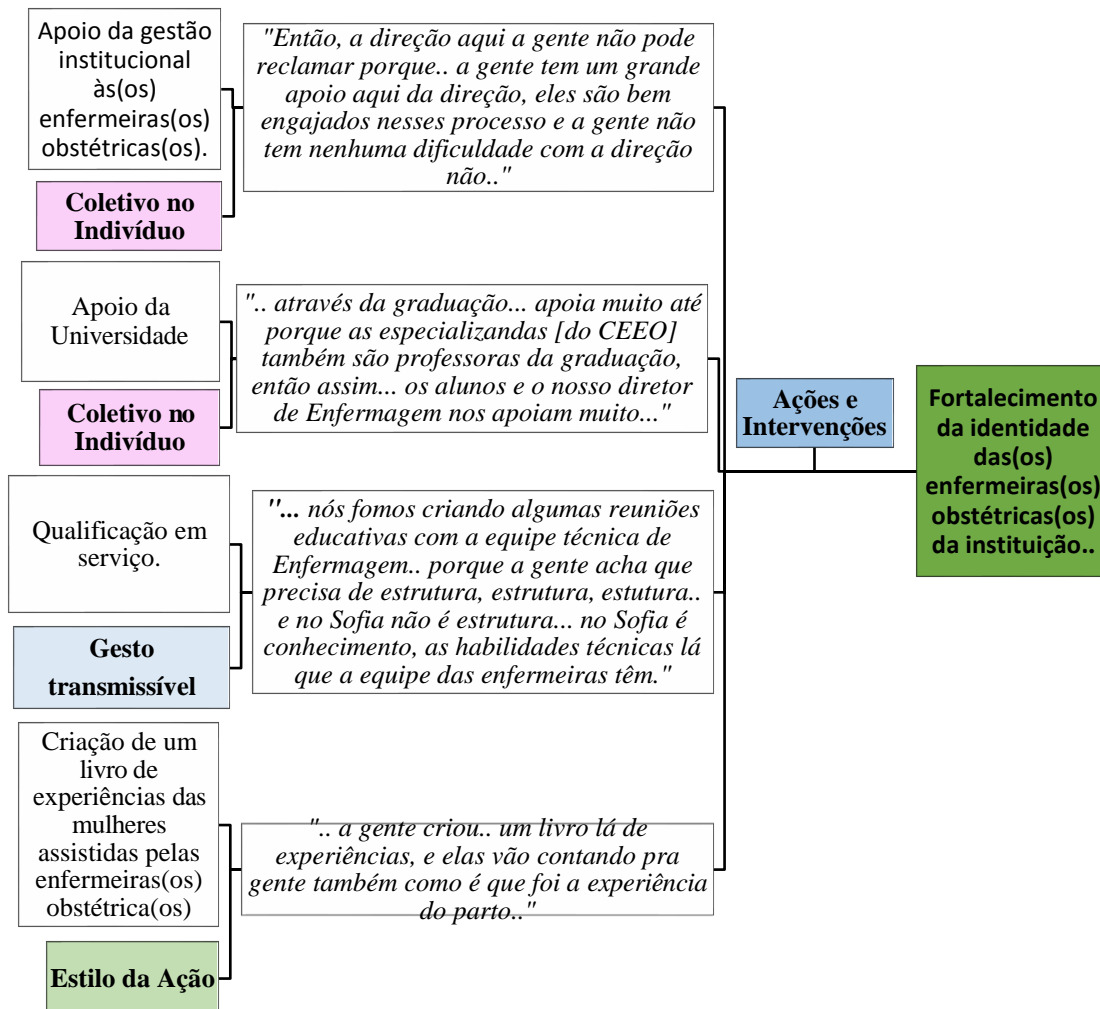 Apoio da gestão
institucional
às(os)
enfermeiras(os)
obstétricas(os).
"Então, a direção aqui a gente não pode
reclamar porque.. a gente tem um grande
apoio aqui da direção, eles são bem
engajados nesses processo e a gente não
tem nenhuma dificuldade com a direção
não.."
Coletivo no
Indivíduo
Apoio da
Universidade
".. através da graduação... apoia muito até
porque as especializandas [do CEEO]
também são professoras da graduação,
então assim... os alunos e o nosso diretor
de Enfermagem nos apoiam muito..."
Coletivo no
Indivíduo
Qualificação em
serviço.
"... nós fomos criando algumas reuniões
educativas com a equipe técnica de
Enfermagem.. porque a gente acha que
precisa de estrutura, estrutura, estutura..
e no Sofia não é estrutura... no Sofia é
conhecimento, as habilidades técnicas lá
que a equipe das enfermeiras têm."
Gesto
transmissível
Criação de um
livro de
experiências das
mulheres
assistidas pelas
enfermeiras(os)
obstétrica(os)
".. a gente criou.. um livro lá de
experiências, e elas vão contando pra
gente também como é que foi a experiência
do parto.."
Estilo da Ação
Ações e
Intervenções
Fortalecimento
da identidade
das(os)
enfermeiras(os)
obstétricas(os)
da instituição..